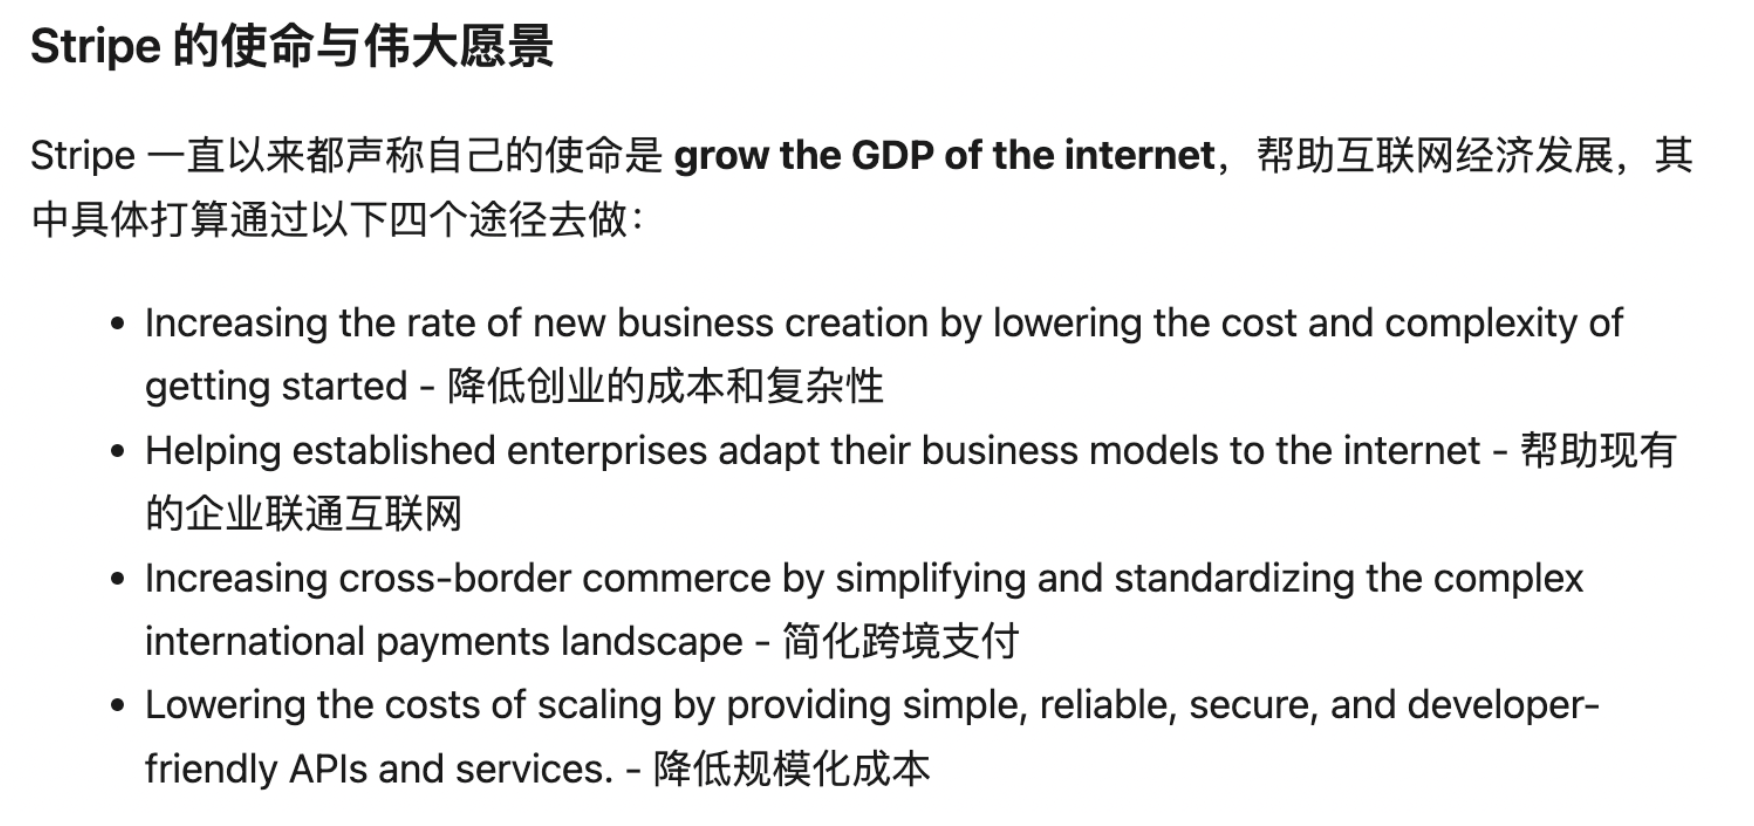 Stripe 的使命与伟大愿景
Stripe 一直以来都声称自己的使命是 grow the GDP of the internet，帮助互联网经济发展，其
中具体打算通过以下四个途径去做：
• Increasing the rate of new business creation by lowering the cost and complexity of
getting started - 降低创业的成本和复杂性
• Helping established enterprises adapt their business models to the internet - 帮助现有
的企业联通互联网
• Increasing cross-border commerce by simplifying and standardizing the complex
international payments landscape - 简化跨境支付
• Lowering the costs of scaling by providing simple, reliable, secure, and developer-
friendly APIs and services. - 降低规模化成本